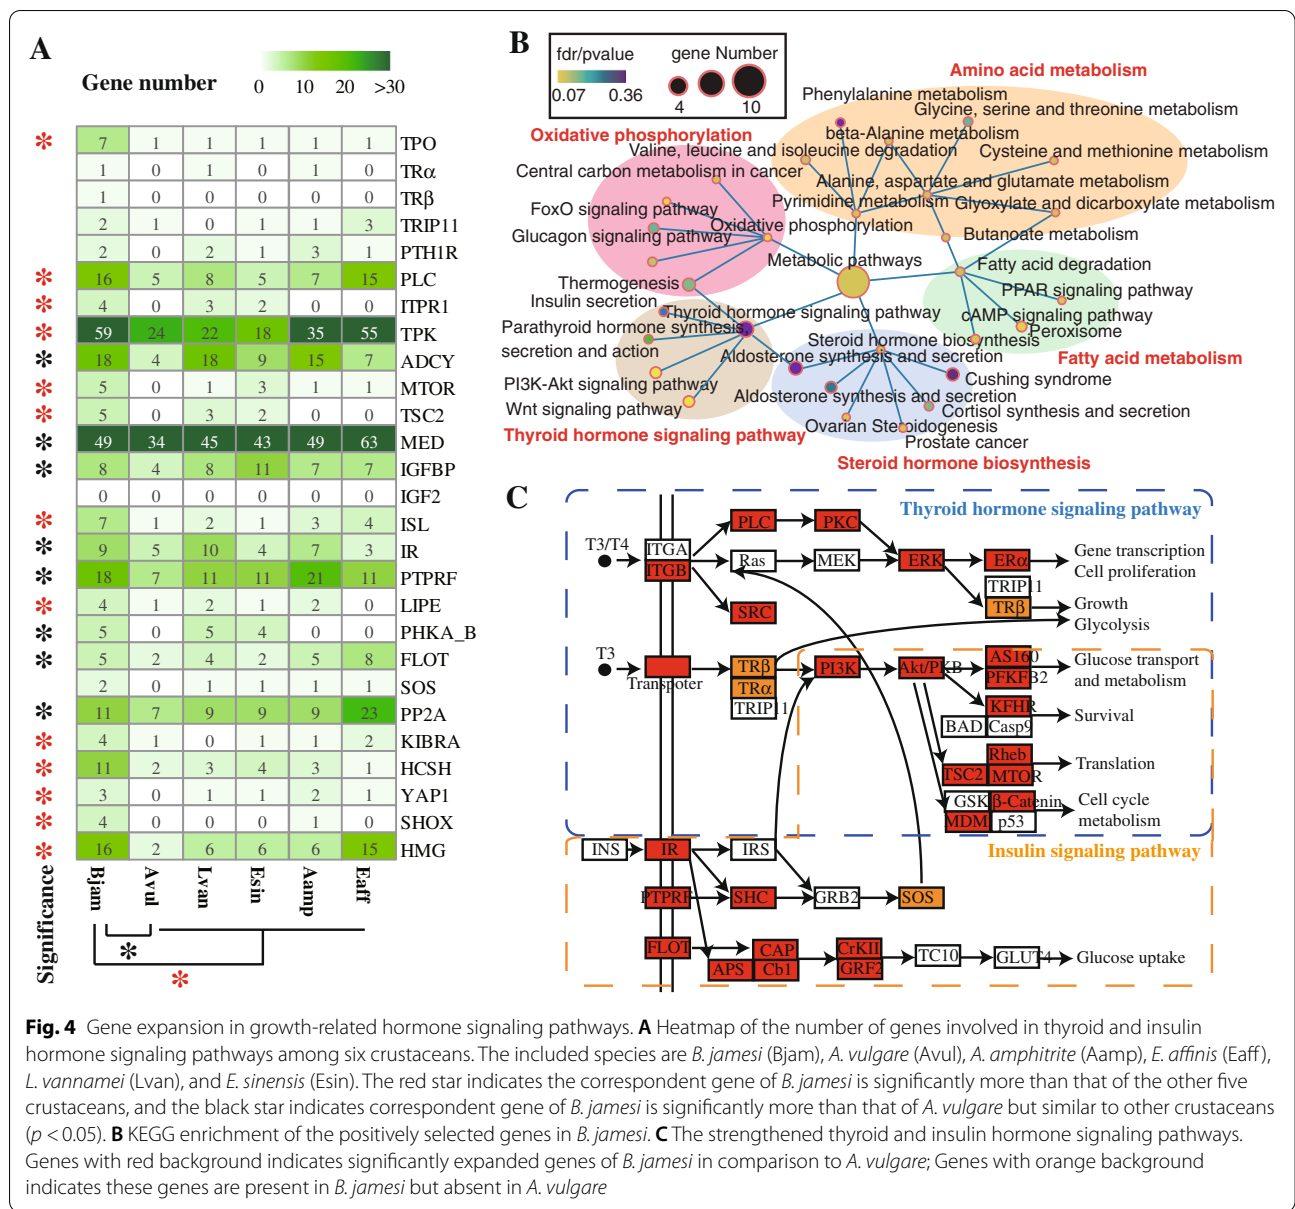 A
Gene number
0 10 20 >30
* 7 1 1 1 1 1 TPO
1 0 1 0 1 0 TRα
1 0 0 0 0 0 TRβ
2 1 0 1 1 3 TRIP11
2 0 2 1 3 1 PTH1R
* 16 5 8 5 7 15 PLC
* 4 0 3 2 0 0 ITPR1
* 59 24 22 18 35 55 TPK
* 18 4 18 9 15 7 ADCY
* 5 0 1 3 1 1 MTOR
* 5 0 3 2 0 0 TSC2
* 49 34 45 43 49 63 MED
* 8 4 8 11 7 7 IGFBP
0 0 0 0 0 0 IGF2
* 7 1 2 1 3 4 ISL
* 9 5 10 4 7 3 IR
* 18 7 11 11 21 11 PTPRF
* 4 1 2 1 2 0 LIPE
* 5 0 5 4 0 0 PHKA_B
* 5 2 4 2 5 8 FLOT
2 0 1 1 1 1 SOS
* 11 7 9 9 9 23 PP2A
* 4 1 0 1 1 2 KIBRA
* 11 2 3 4 3 1 HCSH
* 3 0 1 1 2 1 YAP1
* 4 0 0 0 1 0 SHOX
* 16 2 6 6 6 15 HMG
Significance Bjam Avul Lvan Esin Aamp Eaff
*
*
B
fdr/pvalue gene Number
0.07 0.36 4 10
Amino acid metabolism
Phenylalanine metabolism
Glycine, serine and threonine metabolism
Oxidative phosphorylation
beta-Alanine metabolism
Valine, leucine and isoleucine degradation
Cysteine and methionine metabolism
Central carbon metabolism in cancer
Alanine, aspartate and glutamate metabolism
Pyrimidine metabolism
Glyoxylate and dicarboxylate metabolism
FoxO signaling pathway
Oxidative phosphorylation
Glucagon signaling pathway
Butanoate metabolism
Metabolic pathways
Fatty acid degradation
Thermogenesis
PPAR signaling pathway
Insulin secretion
Thyroid hormone signaling pathway
cAMP signaling pathway
Parathyroid hormone synthesis,
secretion and action
Steroid hormone biosynthesis
Peroxisome
Aldosterone synthesis and secretion
Fatty acid metabolism
PI3K-Akt signaling pathway
Cushing syndrome
Aldosterone synthesis and secretion
Wnt signaling pathway
Cortisol synthesis and secretion
Ovarian Steroidogenesis
Thyroid hormone signaling pathway
Prostate cancer
Steroid hormone biosynthesis
C
Thyroid hormone signaling pathway
PLC PKC
T3/T4 ITGA
ITGB
Ras MEK ERK ERα
Gene transcription
Cell proliferation
TRIP11
SRC TRβ
Growth
Glycolysis
T3
Transpoter
TRβ
TRα
TRIP11
PI3K Akt/PKB
AS160
PFKFB2
Glucose transport
and metabolism
KFHR Survival
BAD Casp9
Rheb
TSC2 MTOR
Translation
GSK β-Catenin
MDM p53
Cell cycle
metabolism
INS IR IRS
Insulin signaling pathway
PTPRF SHC GRB2 SOS
FLOT CAP
APS Cb1
CrKII
GRF2
TC10 GLUT4 Glucose uptake
Fig. 4 Gene expansion in growth-related hormone signaling pathways. A Heatmap of the number of genes involved in thyroid and insulin
hormone signaling pathways among six crustaceans. The included species are B. jamesi (Bjam), A. vulgare (Avul), A. amphitrite (Aamp), E. affinis (Eaff),
L. vannamei (Lvan), and E. sinensis (Esin). The red star indicates the correspondent gene of B. jamesi is significantly more than that of the other five
crustaceans, and the black star indicates correspondent gene of B. jamesi is significantly more than that of A. vulgare but similar to other crustaceans
(p < 0.05). B KEGG enrichment of the positively selected genes in B. jamesi. C The strengthened thyroid and insulin hormone signaling pathways.
Genes with red background indicates significantly expanded genes of B. jamesi in comparison to A. vulgare; Genes with orange background
indicates these genes are present in B. jamesi but absent in A. vulgare